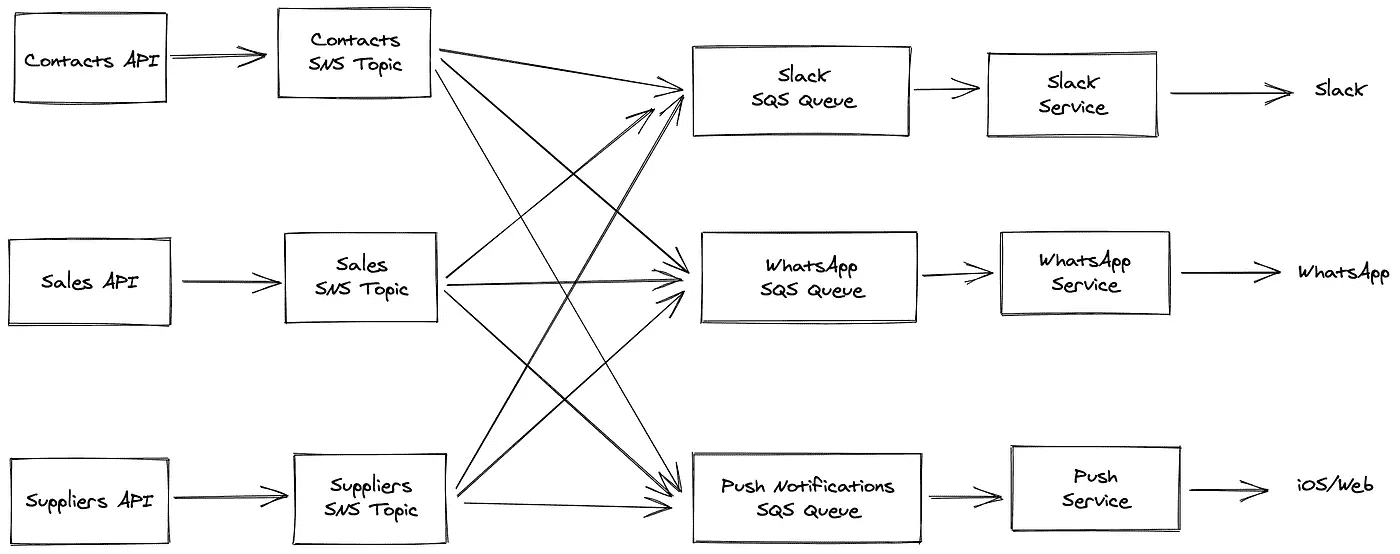 Contacts API
Contacts
SNS Topic
Slack
SQS Queue
Slack
Service
Slack
Sales API
Sales
SNS Topic
WhatsApp
SQS Queue
WhatsApp
Service
WhatsApp
Suppliers API
Suppliers
SNS Topic
Push Notifications
SQS Queue
Push
Service
iOS/Web